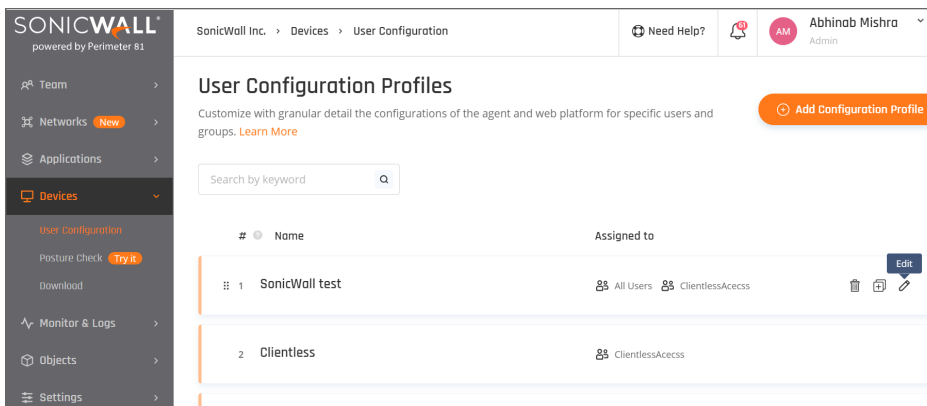 SONICWALL
powered by Perimeter 81
SonicWall Inc. > Devices > User Configuration
Need Help?
61
AM
Abhinab Mishra
Admin
Team
Networks New
Applications
Devices
User Configuration
Posture Check Try it
Download
Monitor & Logs
Objects
Settings
User Configuration Profiles
Customize with granular detail the configurations of the agent and web platform for specific users and
groups. Learn More
Add Configuration Profile
Search by keyword
# Name Assigned to
Edit
1 SonicWall test All Users ClientlessAcecss
2 Clientless ClientlessAcecss